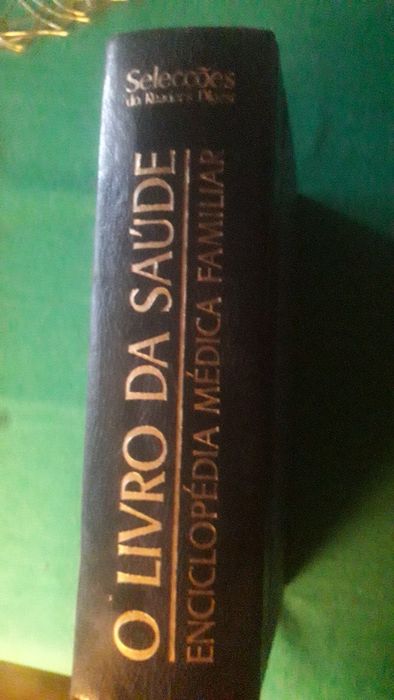 Selecções
do Reader's Digest
O LIVRO DA SAÚDE
ENCICLOPÉDIA MÉDICA FAMILIAR